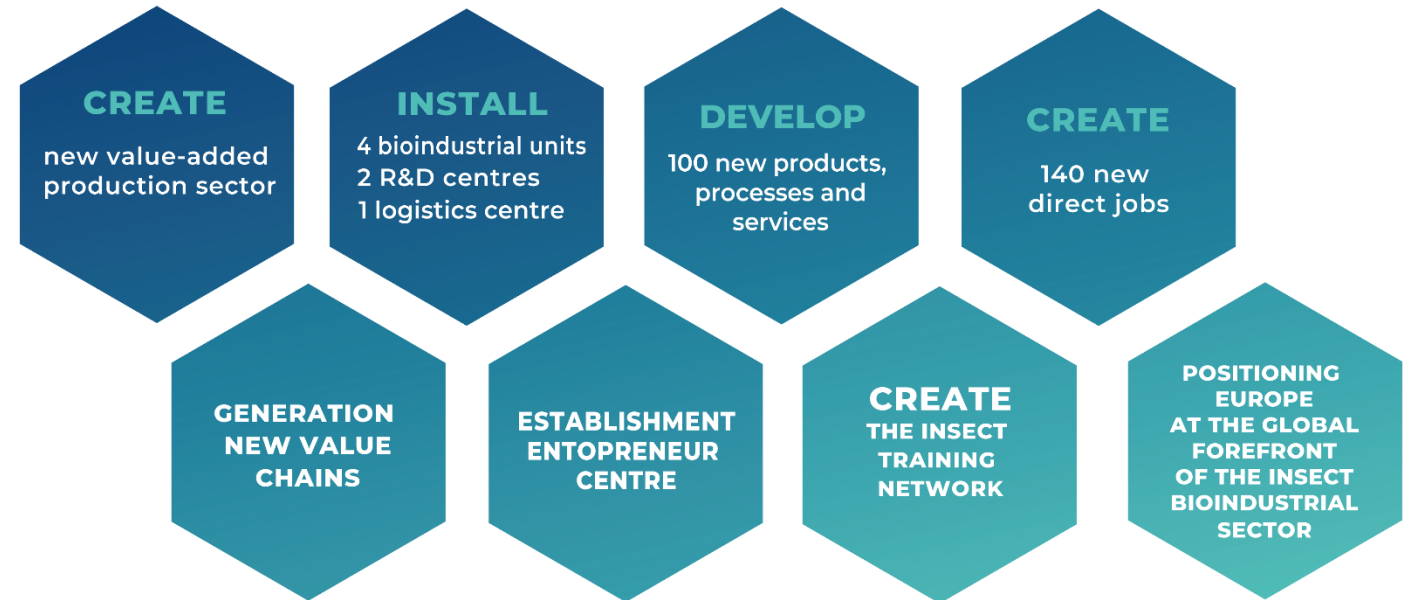 CREATE
new value-added
production sector
INSTALL
4 bioindustrial units
2 R&D centres
1 logistics centre
DEVELOP
100 new products,
processes and
services
CREATE
140 new
direct jobs
GENERATION
NEW VALUE
CHAINS
ESTABLISHMENT
ENTOPRENEUR
CENTRE
CREATE
THE INSECT
TRAINING
NETWORK
POSITIONING
EUROPE
AT THE GLOBAL
FOREFRONT
OF THE INSECT
BIOINDUSTRIAL
SECTOR